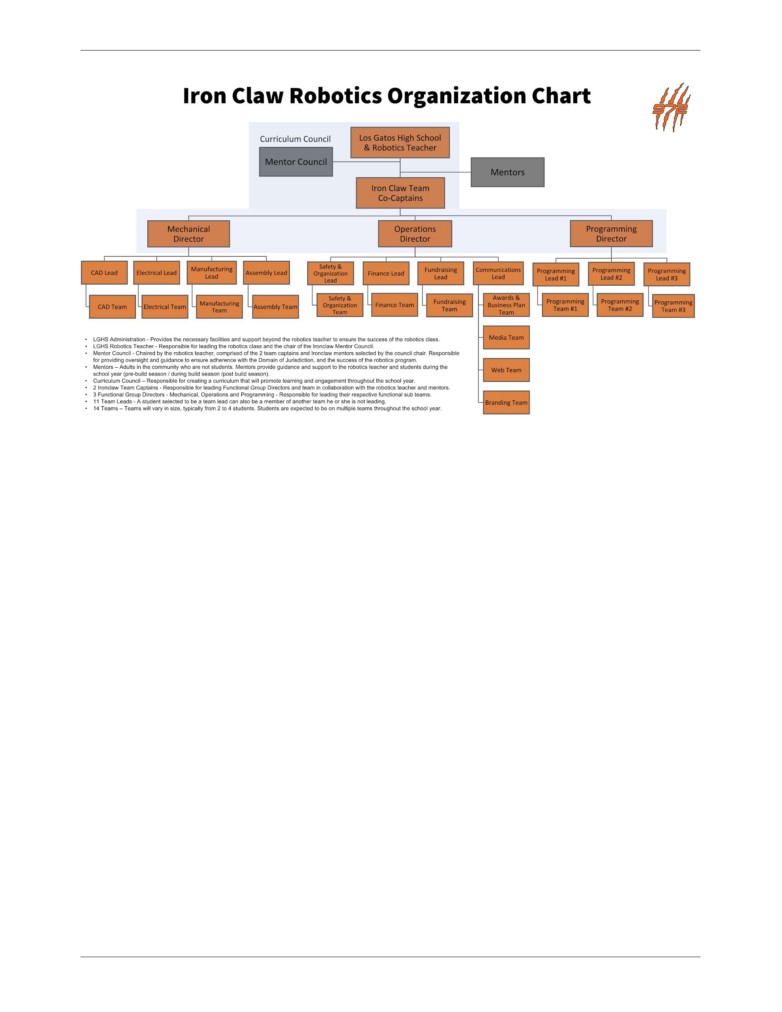 Iron Claw Robotics Organization Chart
Curriculum Council
Los Gatos High School
& Robotics Teacher
Mentor Council
Mentors
Iron Claw Team
Co-Captains
Mechanical
Director
Operations
Director
Programming
Director
CAD Lead
Electrical Lead
Manufacturing
Lead
Assembly Lead
Safety &
Organization
Lead
Finance Lead
Fundraising
Lead
Communications
Lead
Programming
Lead #1
Programming
Lead #2
Programming
Lead #3
CAD Team
Electrical Team
Manufacturing
Team
Assembly Team
Safety &
Organization
Team
Finance Team
Fundraising
Team
Awards &
Business Plan
Team
Programming
Team #1
Programming
Team #2
Programming
Team #3
Media Team
Web Team
Branding Team
• LGHS Administration - Provides the necessary facilities and support beyond the robotics teacher to ensure the success of the robotics class.
• LGHS Robotics Teacher - Responsible for leading the robotics class and the chair of the Ironclaw Mentor Council.
• Mentor Council - Chaired by the robotics teacher, comprised of the 2 team captains and Ironclaw mentors selected by the council chair. Responsible
for providing oversight and guidance to ensure adherence with the Domain of Jurisdiction, and the success of the robotics program.
• Mentors – Adults in the community who are not students. Mentors provide guidance and support to the robotics teacher and students during the
school year (pre-build season / during build season /post build season).
• Curriculum Council – Responsible for creating a curriculum that will promote learning and engagement throughout the school year.
• 2 Ironclaw Team Captains - Responsible for leading Functional Group Directors and team in collaboration with the robotics teacher and mentors.
• 3 Functional Group Directors - Mechanical, Operations and Programming - Responsible for leading their respective functional sub teams.
• 11 Team Leads - A student selected to be a team lead can also be a member of another team he or she is not leading.
• 14 Teams – Teams will vary in size, typically from 2 to 4 students. Students are expected to be on multiple teams throughout the school year.